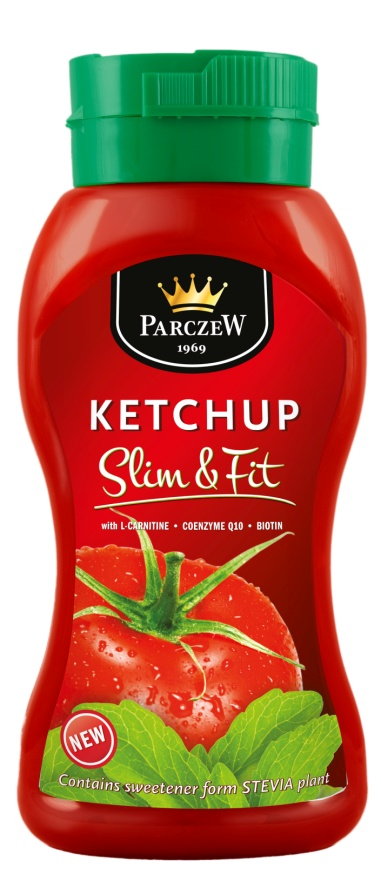 PARCZEW
1969
KETCHUP
Slim & Fit
with L-CARNITINE • COENZYME Q10 • BIOTIN
NEW
Contains sweetener form STEVIA plant